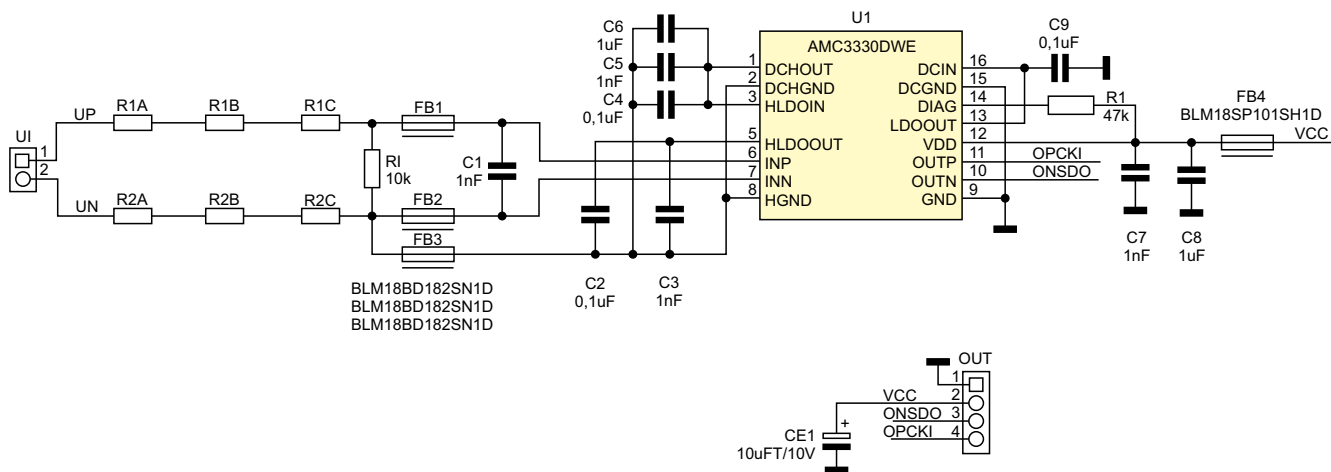 U1
AMC3330DWE
C6
1uF
C5
1nF
C4
0,1uF
1 DCHOUT
2 DCHGND
3 HLDOIN
5 HLDOOUT
6 INP
7 INN
8 HGND
DCIN 16
DCGND 15
DIAG 14
LDOOUT 13
VDD 12
OUTP 11 OPCKI
OUTN 10 ONSDO
GND 9
C9
0,1uF
R1
47k
FB4
BLM18SP101SH1D
VCC
UI
1
2
UP
R1A
R1B
R1C
FB1
RI
10k
C1
1nF
UN
R2A
R2B
R2C
FB2
FB3
BLM18BD182SN1D
BLM18BD182SN1D
BLM18BD182SN1D
C2
0,1uF
C3
1nF
C7
1nF
C8
1uF
OUT
1
VCC 2
ONSDO 3
OPCKI 4
+
CE1
10uFT/10V